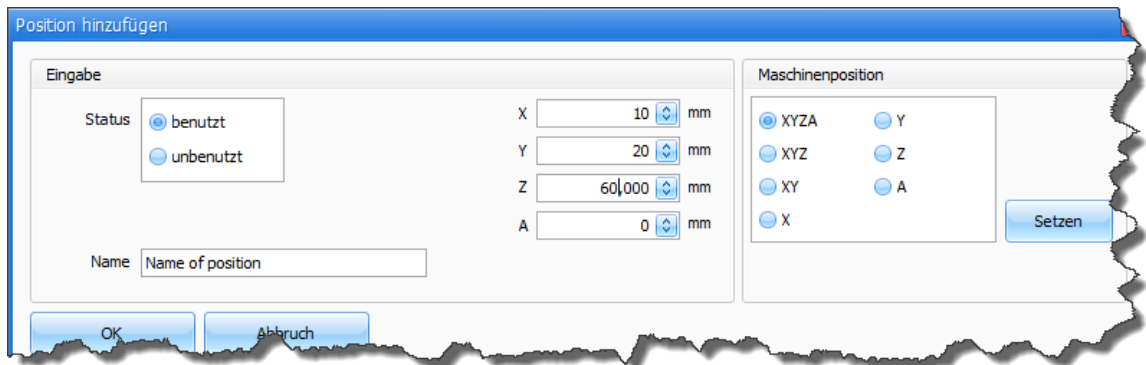 Position hinzufügen
Eingabe
Status
benutzt
unbenutzt
X 10 mm
Y 20 mm
Z 60,000 mm
A 0 mm
Name Name of position
Maschinenposition
XYZA Y
XYZ Z
XY A
X
Setzen
OK Abbruch